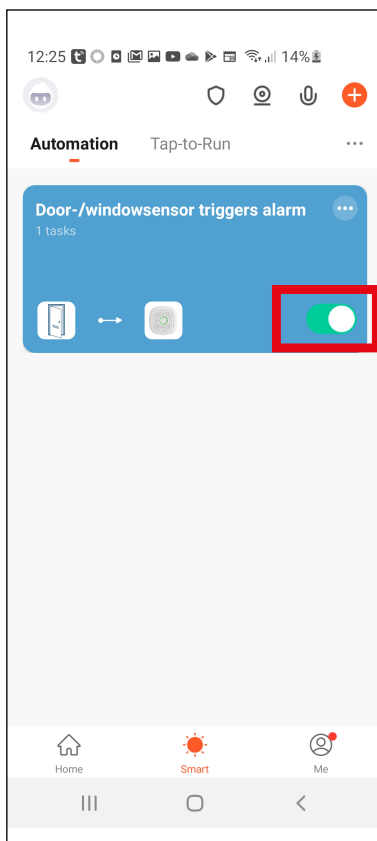 12:25 14%
Automation Tap-to-Run
Door-/windowsensor triggers alarm
1 tasks
Home Smart Me